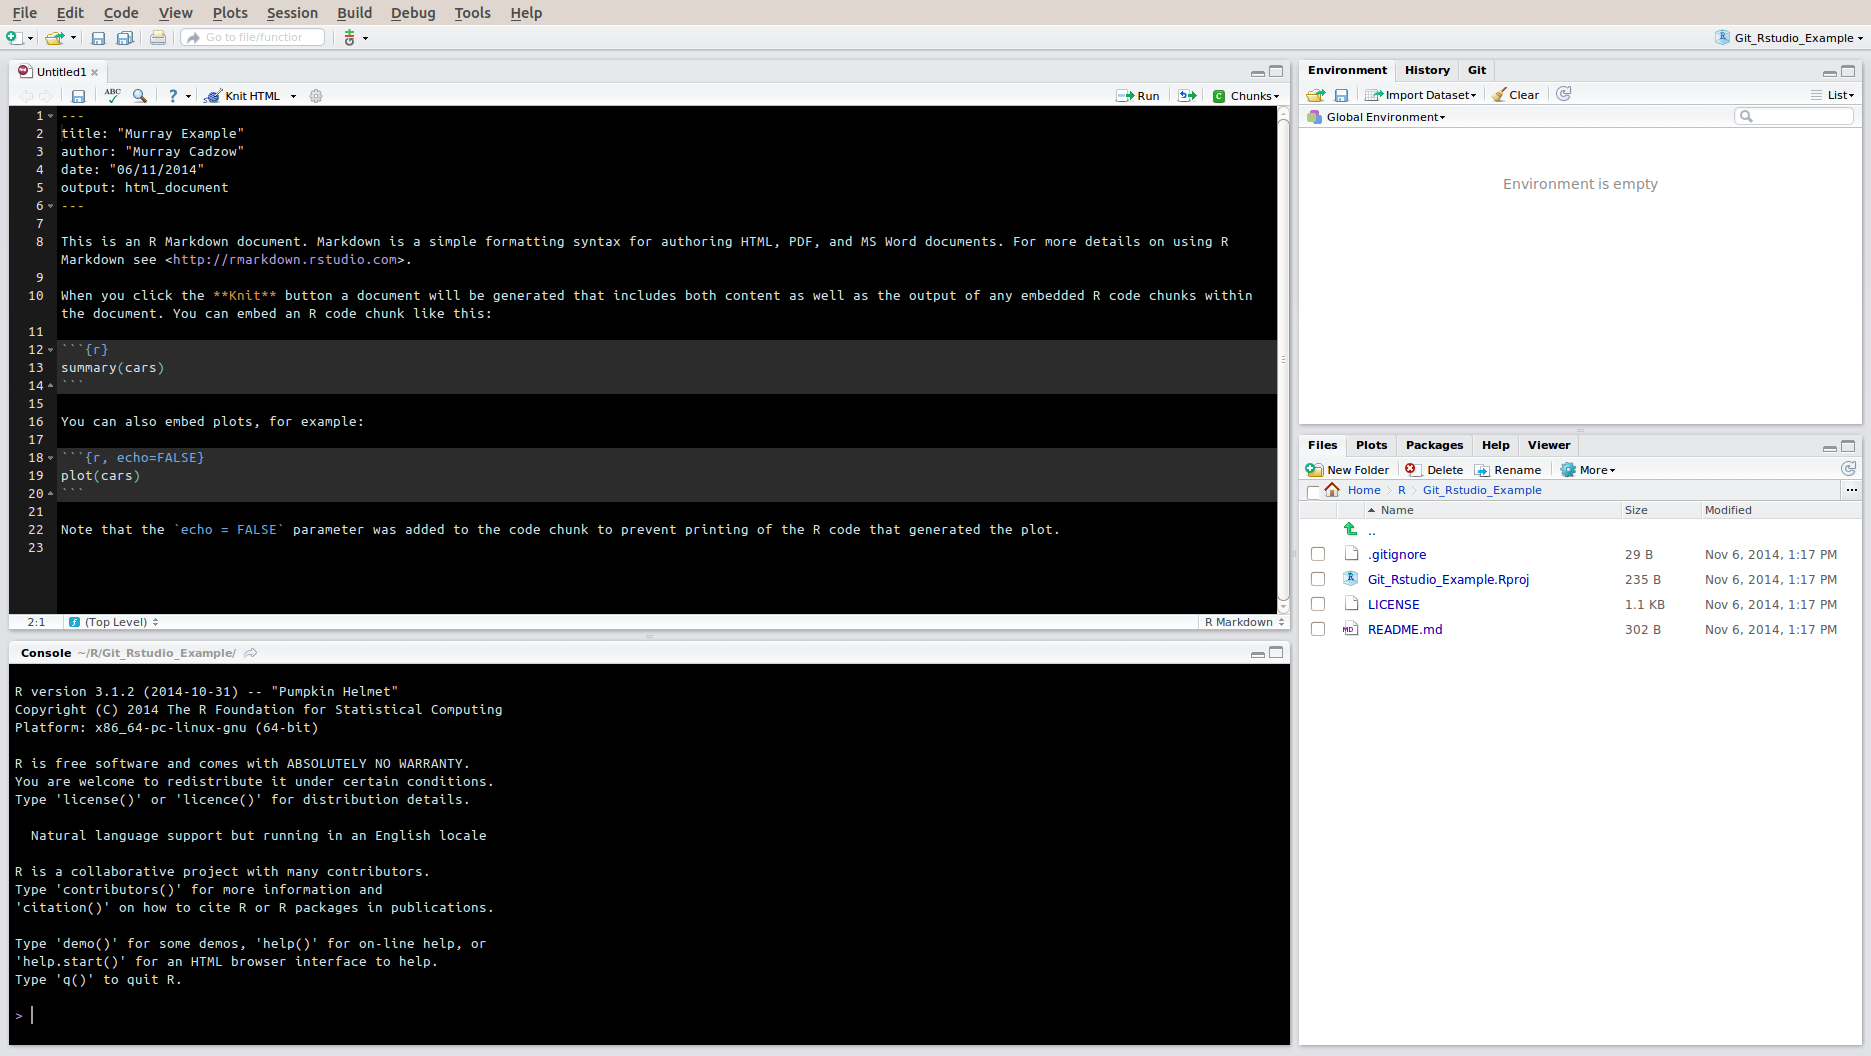 File Edit Code View Plots Session Build Debug Tools Help
Go to file/function
Git_Rstudio_Example
Untitled1
ABC
?
Knit HTML
Run
Chunks
1 ---
2 title: "Murray Example"
3 author: "Murray Cadzow"
4 date: "06/11/2014"
5 output: html_document
6 ---
7
8 This is an R Markdown document. Markdown is a simple formatting syntax for authoring HTML, PDF, and MS Word documents. For more details on using R
Markdown see <http://rmarkdown.rstudio.com>.
9
10 When you click the **Knit** button a document will be generated that includes both content as well as the output of any embedded R code chunks within
the document. You can embed an R code chunk like this:
11
12 ```{r}
13 summary(cars)
14 ```
15
16 You can also embed plots, for example:
17
18 ```{r, echo=FALSE}
19 plot(cars)
20 ```
21
22 Note that the `echo = FALSE` parameter was added to the code chunk to prevent printing of the R code that generated the plot.
23
2:1 (Top Level) R Markdown
Console ~/R/Git_Rstudio_Example/
R version 3.1.2 (2014-10-31) -- "Pumpkin Helmet"
Copyright (C) 2014 The R Foundation for Statistical Computing
Platform: x86_64-pc-linux-gnu (64-bit)
R is free software and comes with ABSOLUTELY NO WARRANTY.
You are welcome to redistribute it under certain conditions.
Type 'license()' or 'licence()' for distribution details.
Natural language support but running in an English locale
R is a collaborative project with many contributors.
Type 'contributors()' for more information and
'citation()' on how to cite R or R packages in publications.
Type 'demo()' for some demos, 'help()' for on-line help, or
'help.start()' for an HTML browser interface to help.
Type 'q()' to quit R.
>
Environment History Git
Import Dataset Clear List
Global Environment
Environment is empty
Files Plots Packages Help Viewer
New Folder Delete Rename More
Home R Git_Rstudio_Example ...
Name Size Modified
..
.gitignore 29 B Nov 6, 2014, 1:17 PM
Git_Rstudio_Example.Rproj 235 B Nov 6, 2014, 1:17 PM
LICENSE 1.1 KB Nov 6, 2014, 1:17 PM
README.md 302 B Nov 6, 2014, 1:17 PM